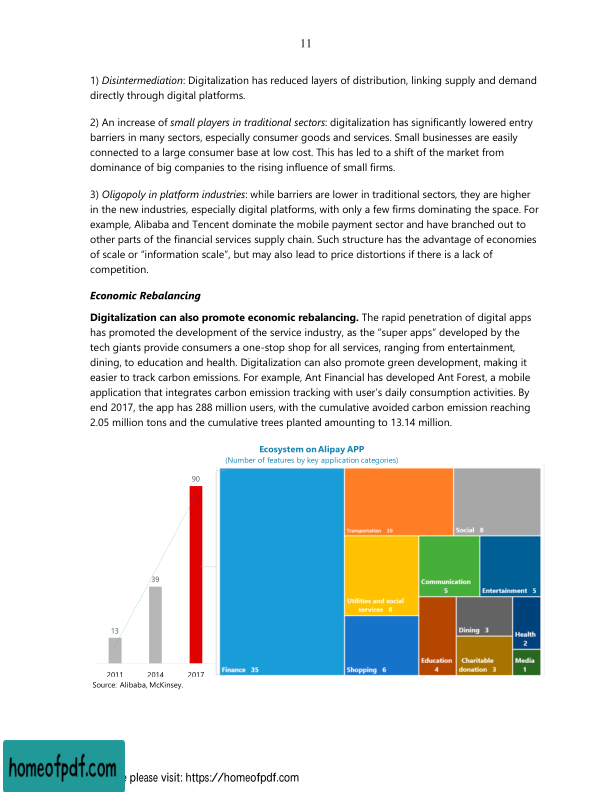 11
1) Disintermediation: Digitalization has reduced layers of distribution, linking supply and demand
directly through digital platforms.
2) An increase of small players in traditional sectors: digitalization has significantly lowered entry
barriers in many sectors, especially consumer goods and services. Small businesses are easily
connected to a large consumer base at low cost. This has led to a shift of the market from
dominance of big companies to the rising influence of small firms.
3) Oligopoly in platform industries: while barriers are lower in traditional sectors, they are higher
in the new industries, especially digital platforms, with only a few firms dominating the space. For
example, Alibaba and Tencent dominate the mobile payment sector and have branched out to
other parts of the financial services supply chain. Such structure has the advantage of economies
of scale or “information scale”, but may also lead to price distortions if there is a lack of
competition.
Economic Rebalancing
Digitalization can also promote economic rebalancing. The rapid penetration of digital apps
has promoted the development of the service industry, as the “super apps” developed by the
tech giants provide consumers a one-stop shop for all services, ranging from entertainment,
dining, to education and health. Digitalization can also promote green development, making it
easier to track carbon emissions. For example, Ant Financial has developed Ant Forest, a mobile
application that integrates carbon emission tracking with user’s daily consumption activities. By
end 2017, the app has 288 million users, with the cumulative avoided carbon emission reaching
2.05 million tons and the cumulative trees planted amounting to 13.14 million.
Ecosystem on Alipay APP
(Number of features by key application categories)
90
39
13
2011 2014 2017
Finance 35
Transportation 10
Social 8
Utilities and social
services 8
Shopping 6
Communication
5
Entertainment 5
Education
4
Dining 3
Charitable
donation 3
Health
2
Media
1
Source: Alibaba, McKinsey.
homeofpdf.com
please visit: https://homeofpdf.com